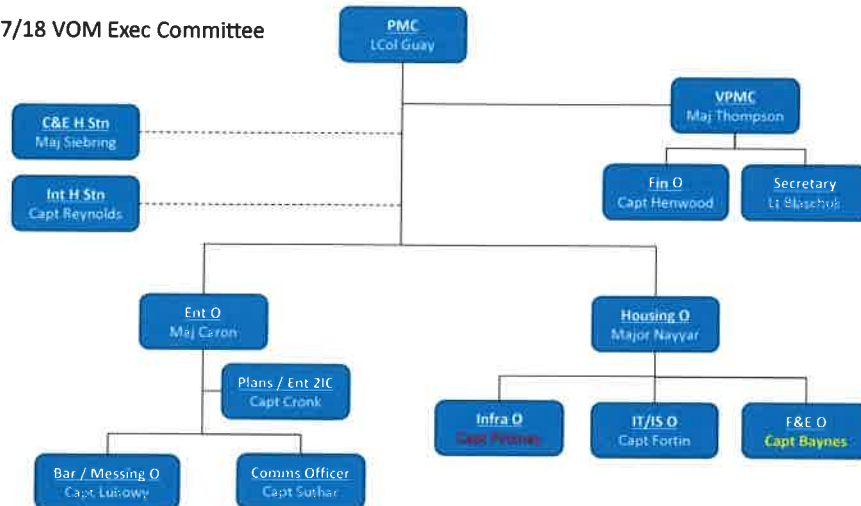 7/18 VOM Exec Committee
PMC
LCol Guay
VPMC
Maj Thompson
C&E H Stn
Maj Siebring
Fin O
Capt Henwood
Secretary
Lt Blaschuk
Int H Stn
Capt Reynolds
Ent O
Maj Caron
Housing O
Major Nayyar
Plans / Ent 2IC
Capt Cronk
Infra O
Capt
IT/IS O
Capt Fortin
F&E O
Capt Baynes
Bar / Messing O
Capt Lukowy
Comms Officer
Capt Suthar